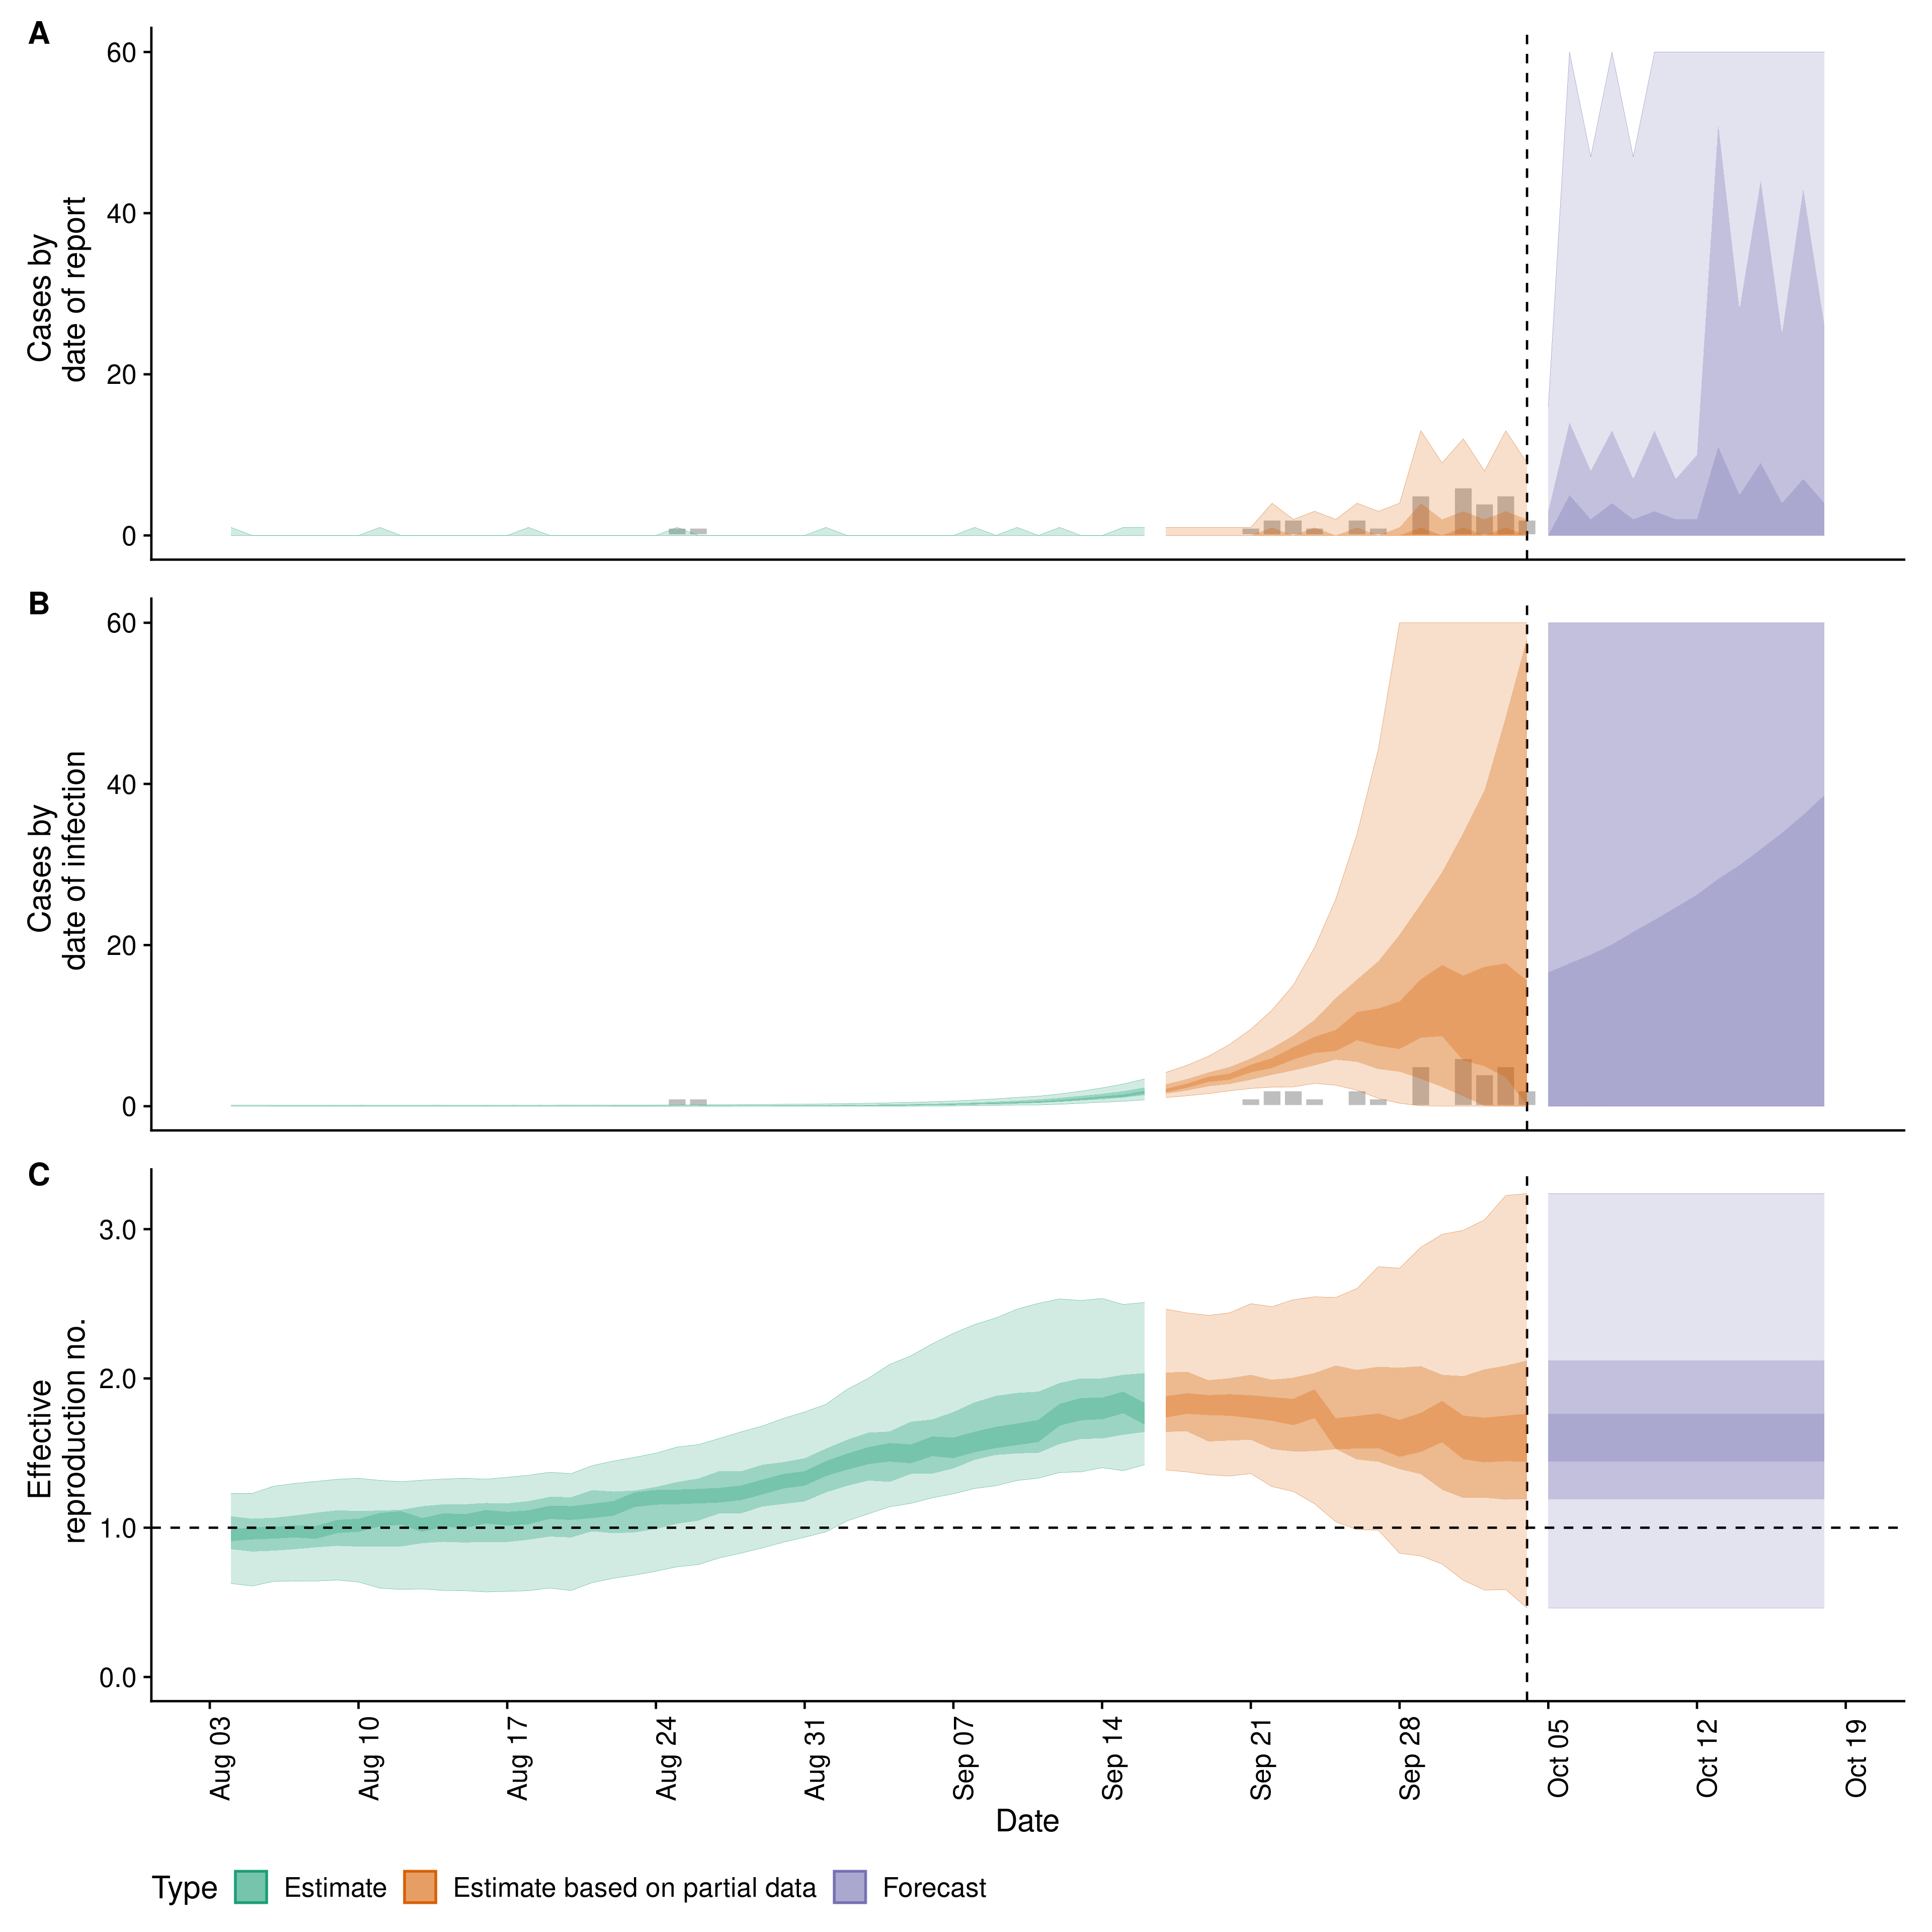 A
60
40
20
0
Cases by
date of report
B
60
40
20
0
Cases by
date of infection
C
3.0
2.0
1.0
0.0
Effective
reproduction no.
Aug 03
Aug 10
Aug 17
Aug 24
Aug 31
Sep 07
Sep 14
Sep 21
Sep 28
Oct 05
Oct 12
Oct 19
Date
Type Estimate Estimate based on partial data Forecast